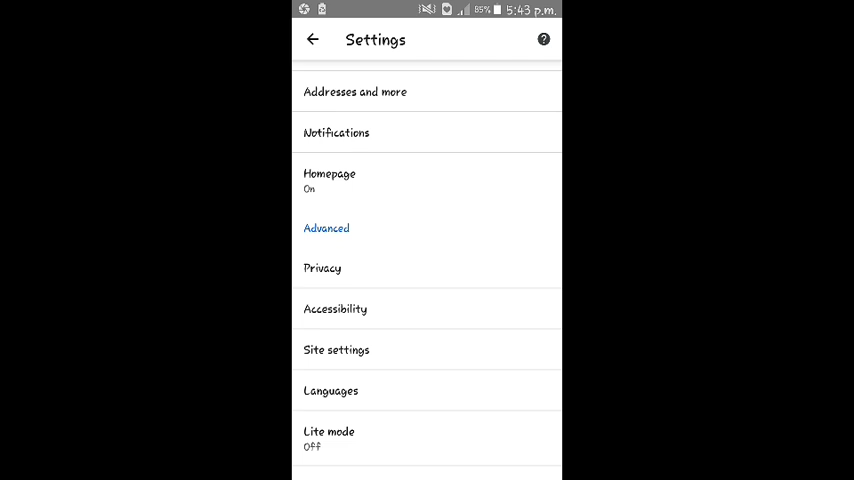 85% 5:43 p.m.
Settings
Addresses and more
Notifications
Homepage
On
Advanced
Privacy
Accessibility
Site settings
Languages
Lite mode
Off